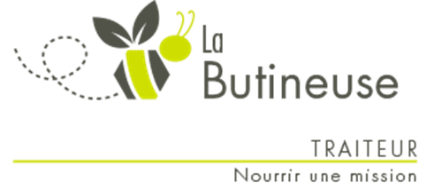 La
Butineuse
TRAITEUR
Nourrir une mission